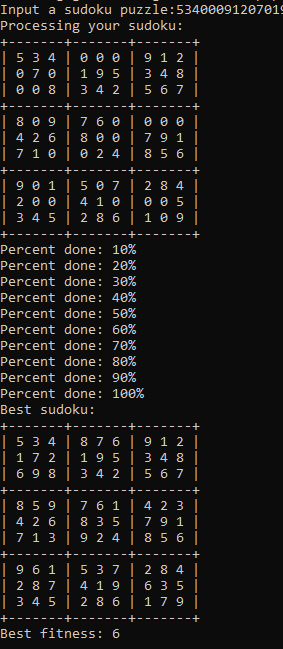 Input a sudoku puzzle:53400091207019
Processing your sudoku:
+-------+-------+-------+
| 5 3 4 | 0 0 0 | 9 1 2 |
| 0 7 0 | 1 9 5 | 3 4 8 |
| 0 0 8 | 3 4 2 | 5 6 7 |
+-------+-------+-------+
| 8 0 9 | 7 6 0 | 0 0 0 |
| 4 2 6 | 8 0 0 | 7 9 1 |
| 7 1 0 | 0 2 4 | 8 5 6 |
+-------+-------+-------+
| 9 0 1 | 5 0 7 | 2 8 4 |
| 2 0 0 | 4 1 0 | 0 0 5 |
| 3 4 5 | 2 8 6 | 1 0 9 |
+-------+-------+-------+
Percent done: 10%
Percent done: 20%
Percent done: 30%
Percent done: 40%
Percent done: 50%
Percent done: 60%
Percent done: 70%
Percent done: 80%
Percent done: 90%
Percent done: 100%
Best sudoku:
+-------+-------+-------+
| 5 3 4 | 8 7 6 | 9 1 2 |
| 1 7 2 | 1 9 5 | 3 4 8 |
| 6 9 8 | 3 4 2 | 5 6 7 |
+-------+-------+-------+
| 8 5 9 | 7 6 1 | 4 2 3 |
| 4 2 6 | 8 3 5 | 7 9 1 |
| 7 1 3 | 9 2 4 | 8 5 6 |
+-------+-------+-------+
| 9 6 1 | 5 3 7 | 2 8 4 |
| 2 8 7 | 4 1 9 | 6 3 5 |
| 3 4 5 | 2 8 6 | 1 7 9 |
+-------+-------+-------+
Best fitness: 6